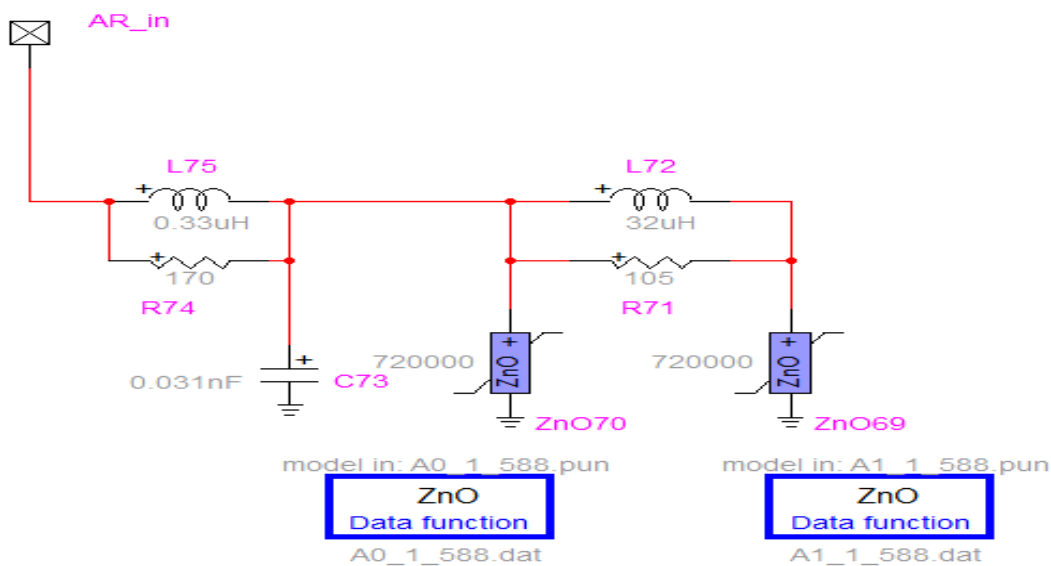 AR_in
L75
L72
0.33uH
32uH
170
105
R74
R71
720000
720000
ZnO +
ZnO +
0.031nF
C73
ZnO70
ZnO69
model in: A0_1_588.pun
model in: A1_1_588.pun
ZnO
Data function
ZnO
Data function
A0_1_588.dat
A1_1_588.dat